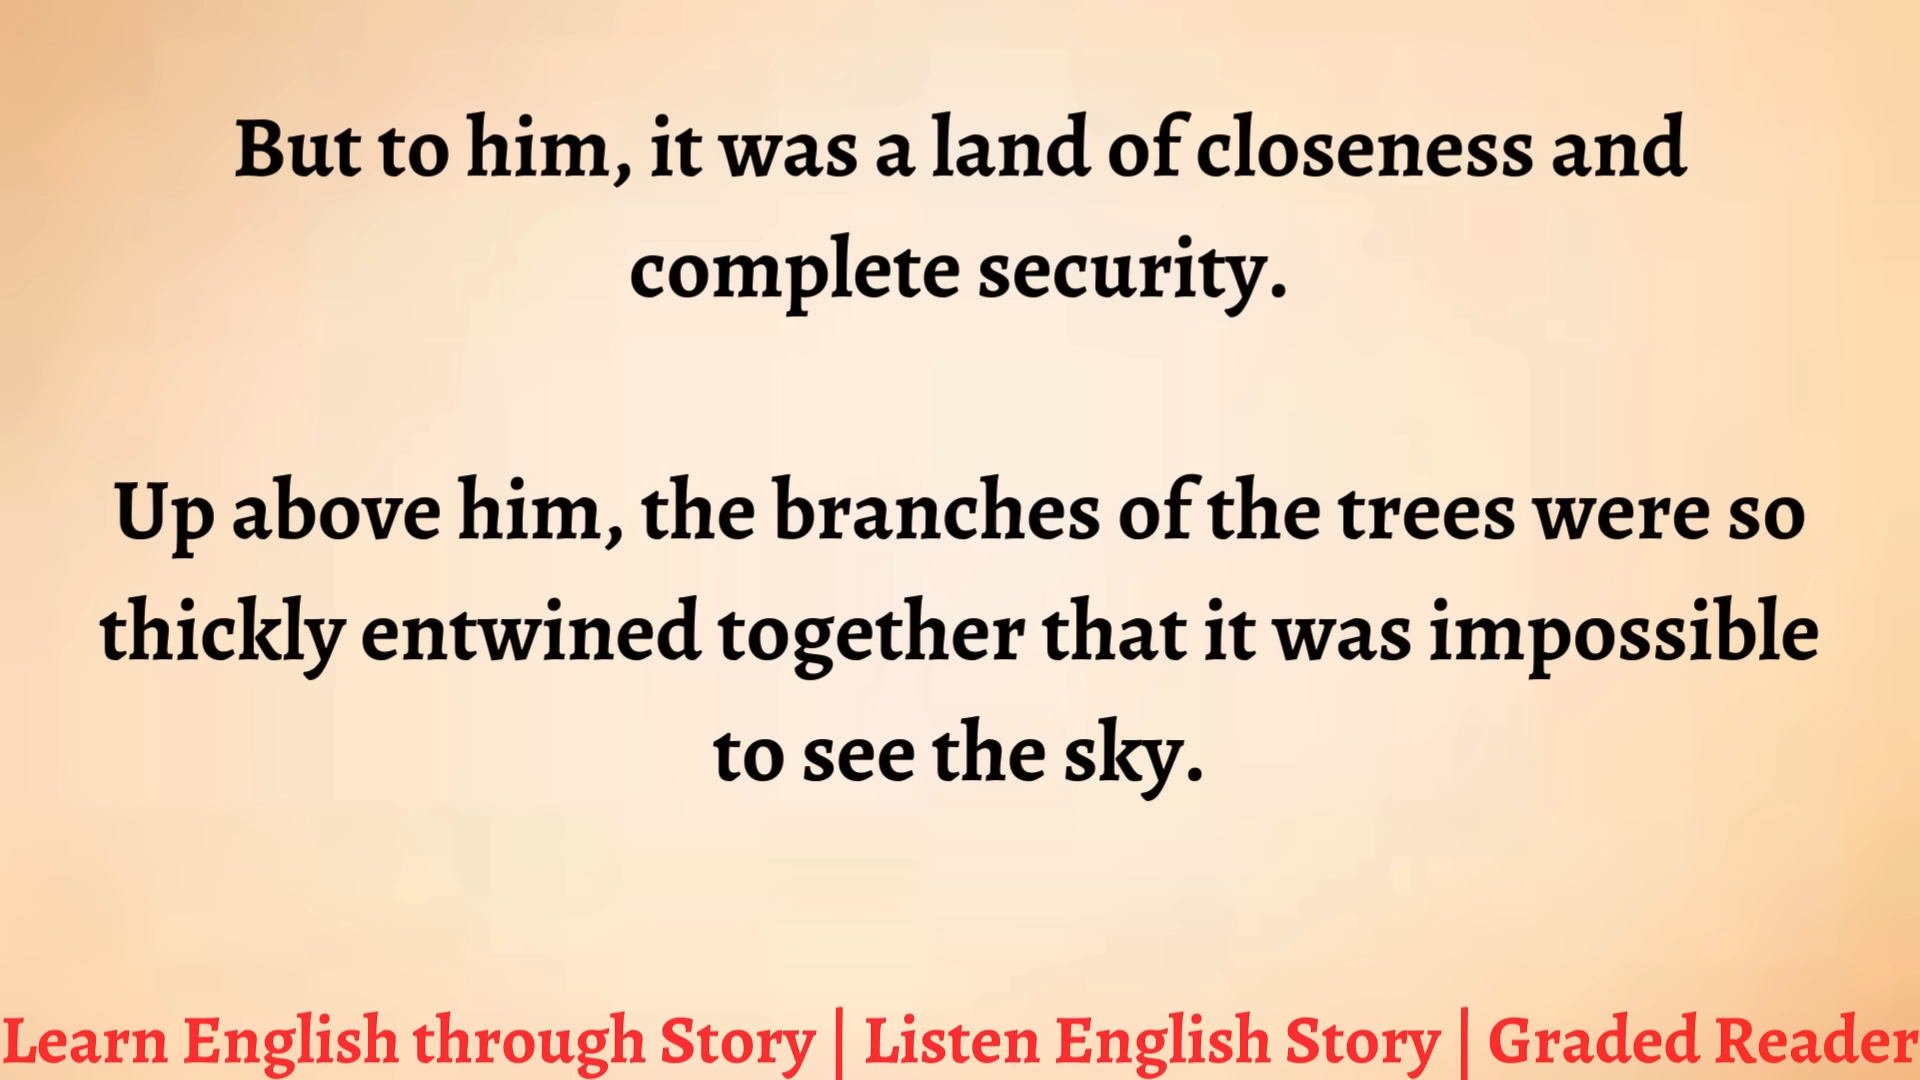 But to him, it was a land of closeness and
complete security.
Up above him, the branches of the trees were so
thickly entwined together that it was impossible
to see the sky.
Learn English through Story | Listen English Story | Graded Reader